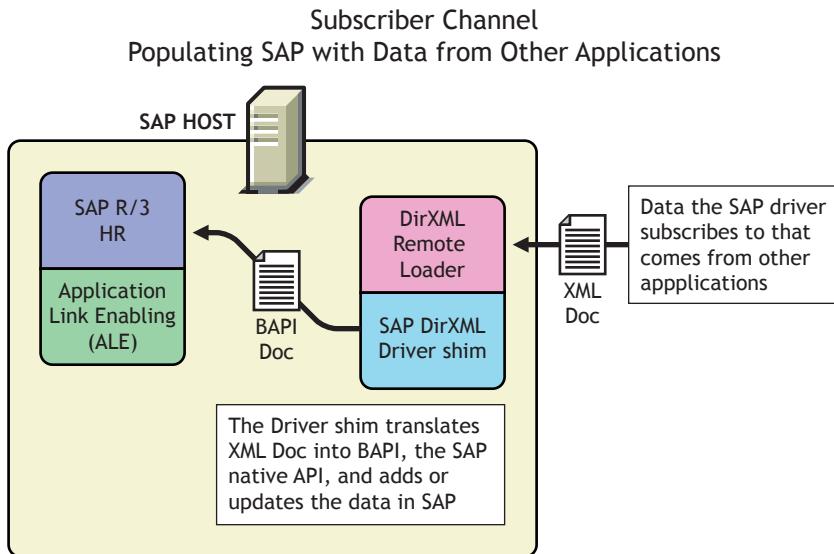 Subscriber Channel
Populating SAP with Data from Other Applications
SAP HOST
SAP R/3
HR
Application
Link Enabling
(ALE)
BAPI
Doc
DirXML
Remote
Loader
SAP DirXML
Driver shim
XML
Doc
Data the SAP driver
subscribes to that
comes from other
appplications
The Driver shim translates
XML Doc into BAPI, the SAP
native API, and adds or
updates the data in SAP